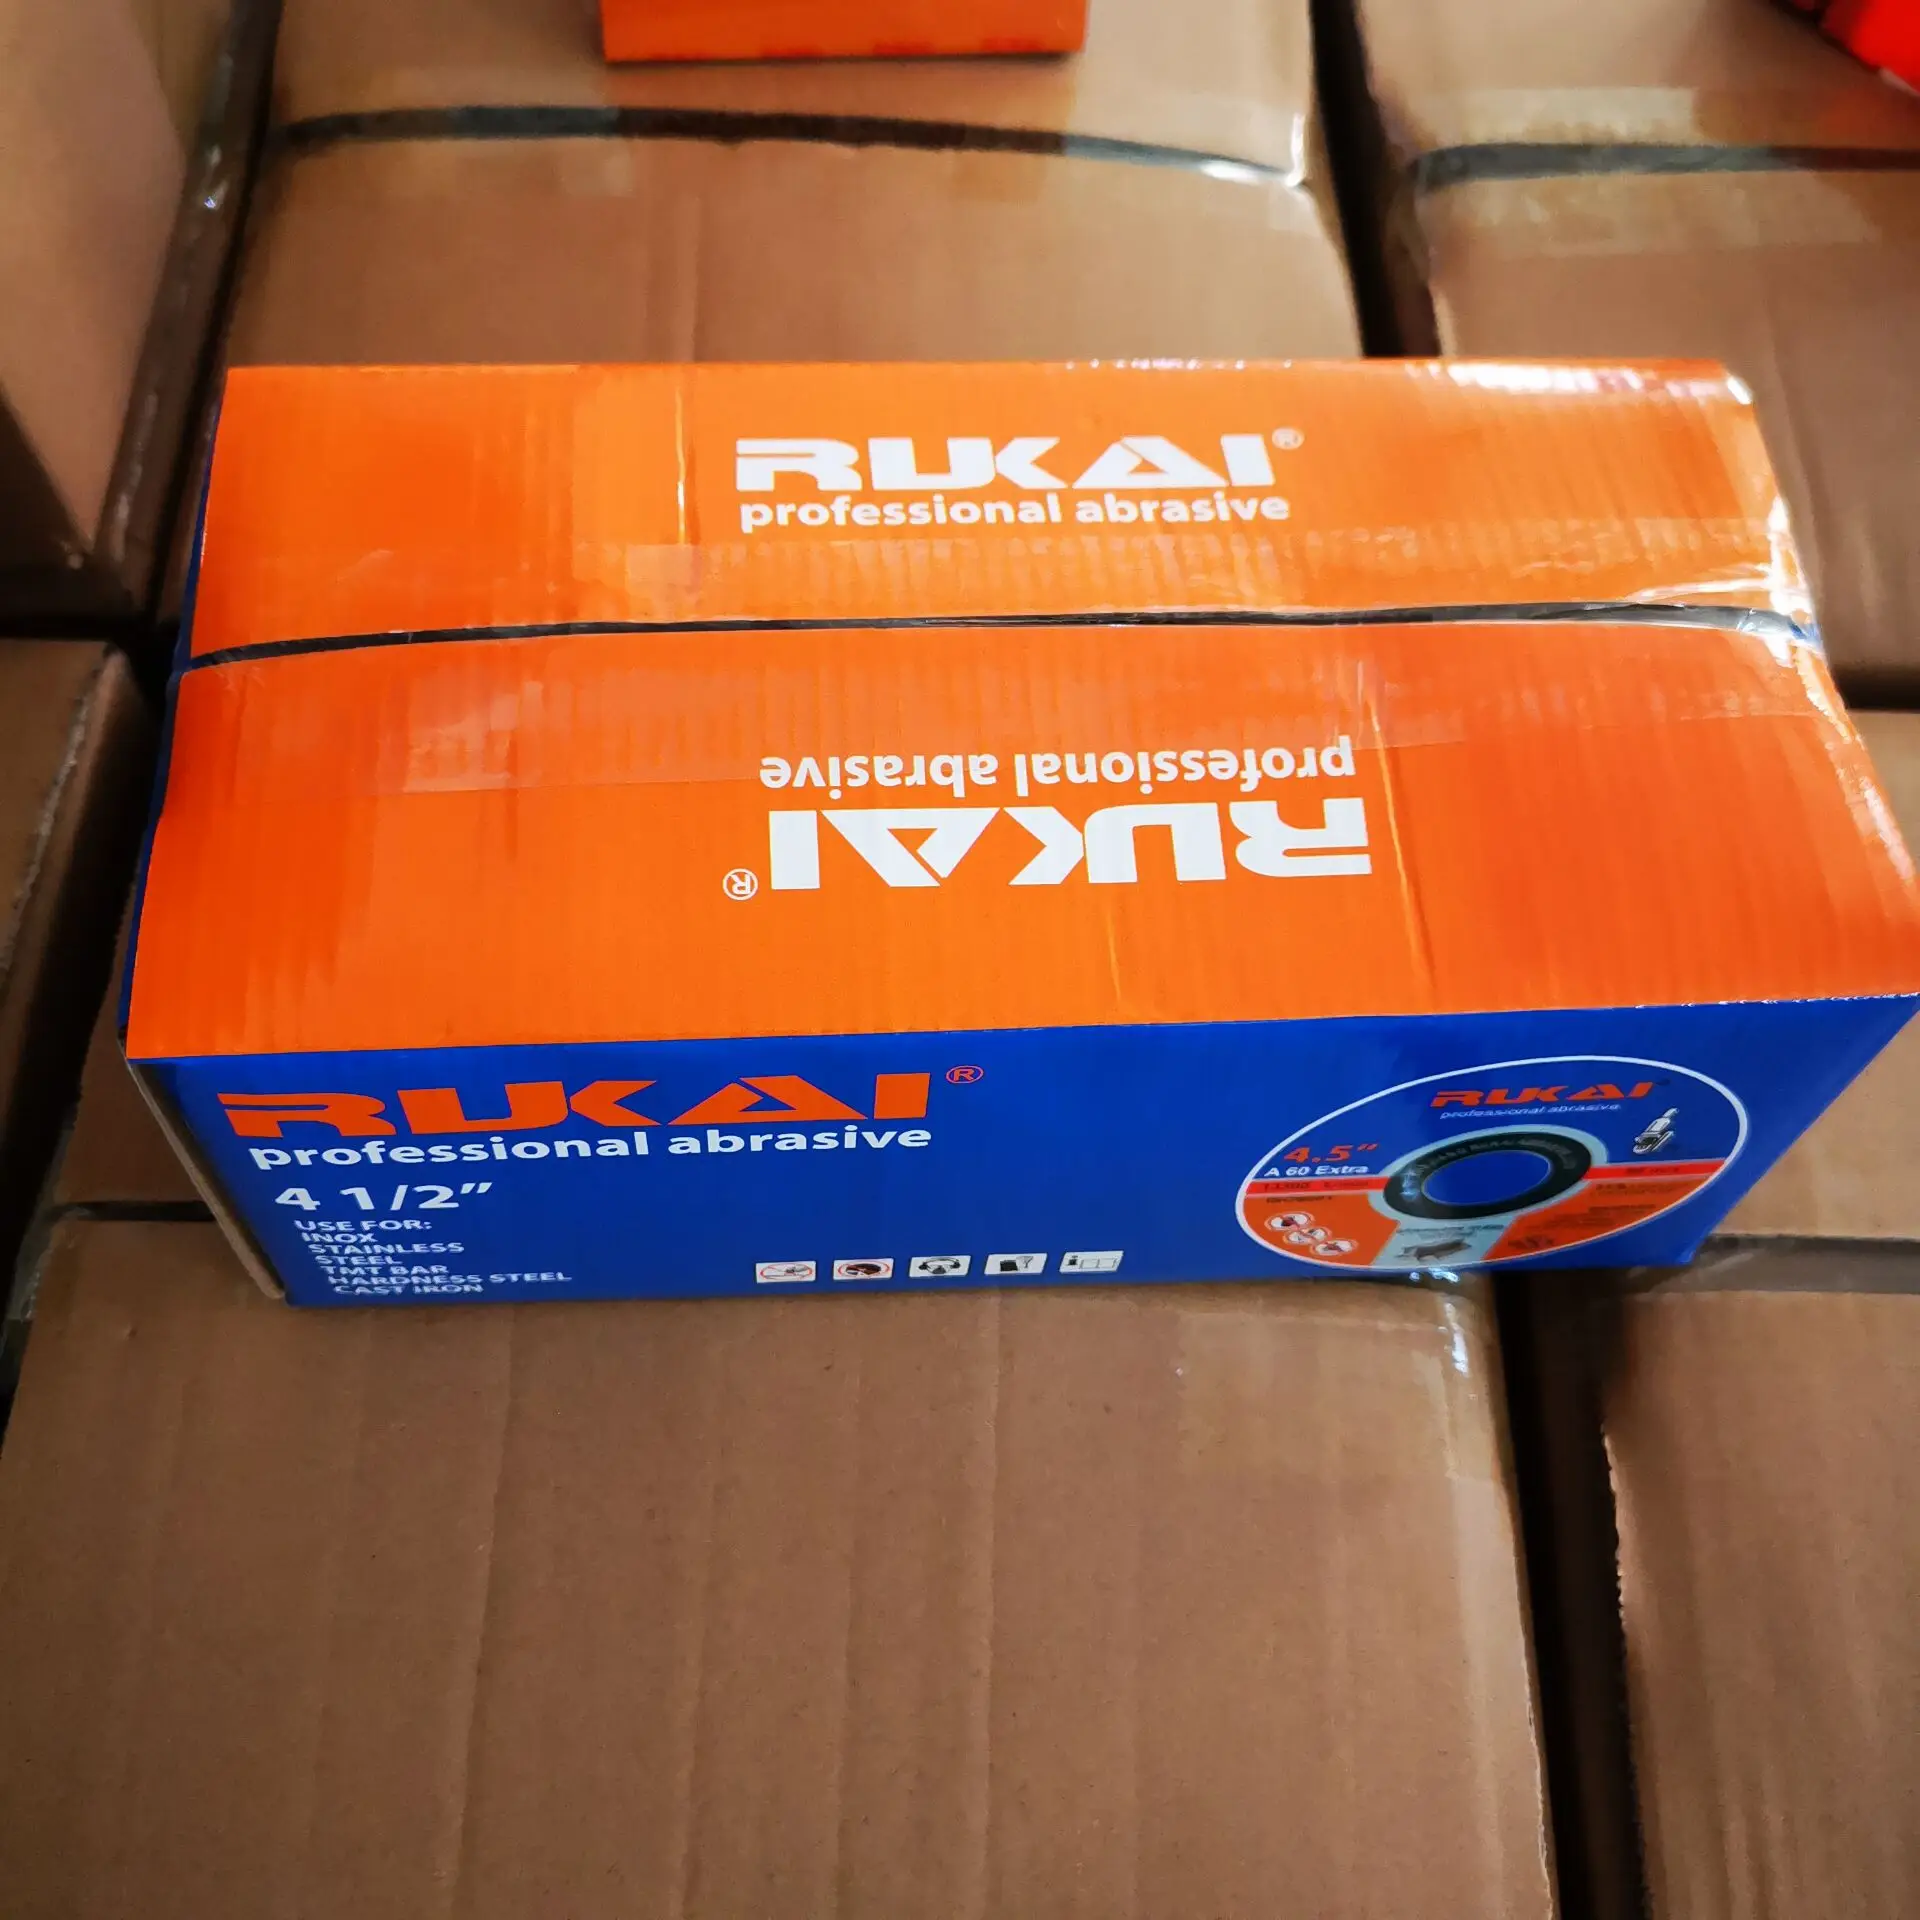 RUKAI®
professional abrasive
professional abrasive
RUKAI®
RUKAI®
professional abrasive
4 1/2”
USE FOR:
INOX
STAINLESS
STEEL
TMT BAR
HARDNESS STEEL
CAST IRON
RUKAI
professional abrasive
4.5"
A 60 Extra